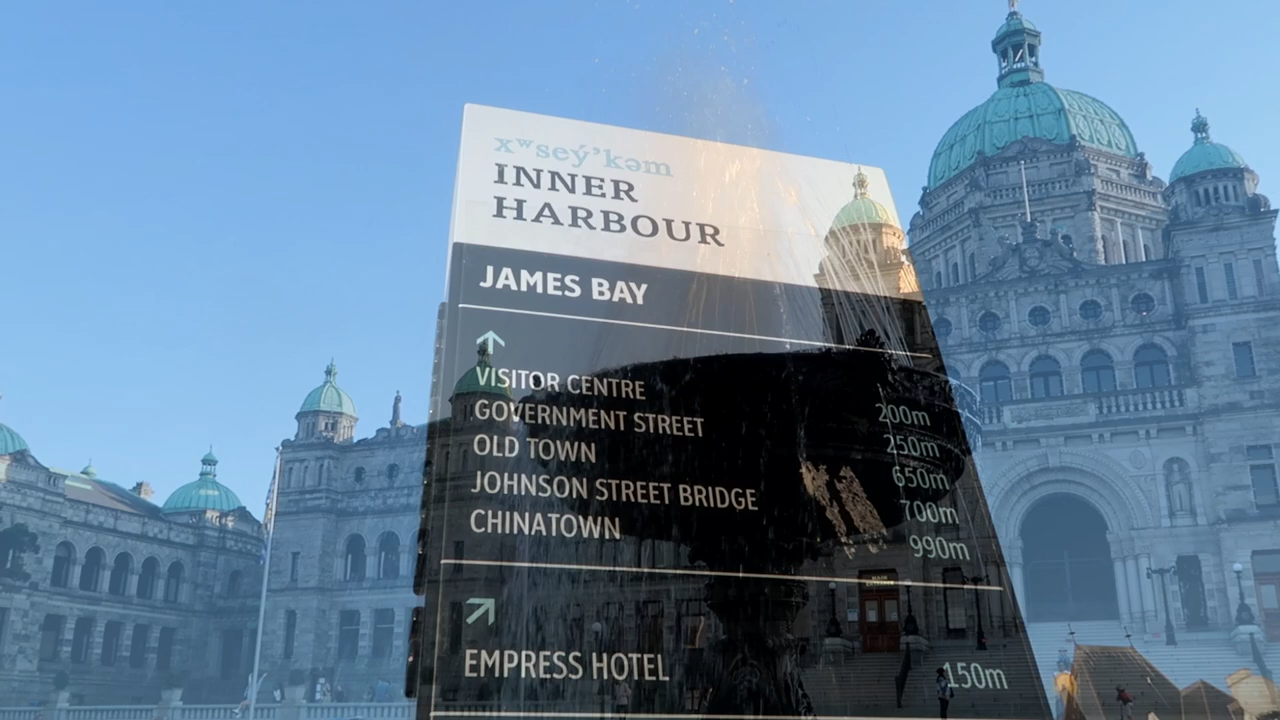 xʷseý’kəm
INNER
HARBOUR
JAMES BAY
↑
VISITOR CENTRE 200m
GOVERNMENT STREET 250m
OLD TOWN 650m
JOHNSON STREET BRIDGE 700m
CHINATOWN 990m
↗
EMPRESS HOTEL 150m